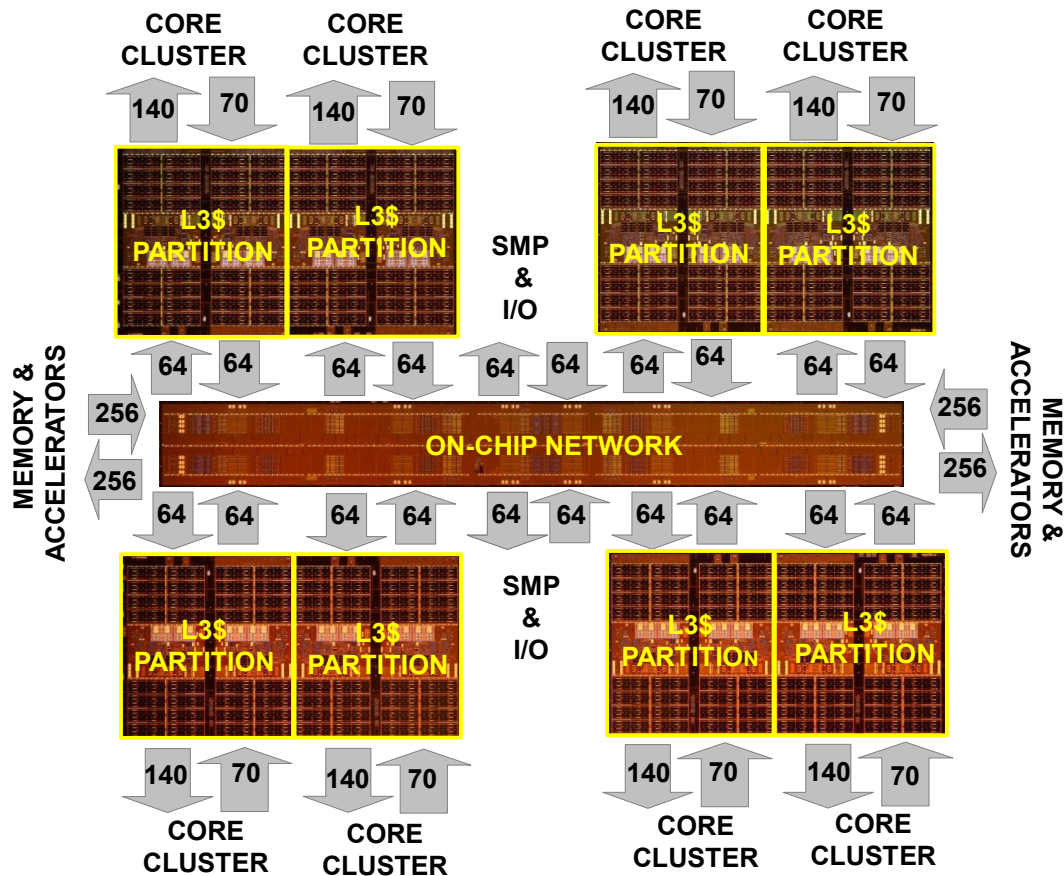 CORE
CLUSTER
CORE
CLUSTER
CORE
CLUSTER
CORE
CLUSTER
140
70
140
70
140
70
140
70
L3$
PARTITION
L3$
PARTITION
L3$
PARTITION
L3$
PARTITION
SMP
&
I/O
64
64
64
64
64
64
64
64
64
64
MEMORY &
ACCELERATORS
256
256
ON-CHIP NETWORK
256
256
MEMORY &
ACCELERATORS
64
64
64
64
64
64
64
64
64
64
SMP
&
I/O
L3$
PARTITION
L3$
PARTITION
L3$
PARTITION
L3$
PARTITION
140
70
140
70
140
70
140
70
CORE
CLUSTER
CORE
CLUSTER
CORE
CLUSTER
CORE
CLUSTER